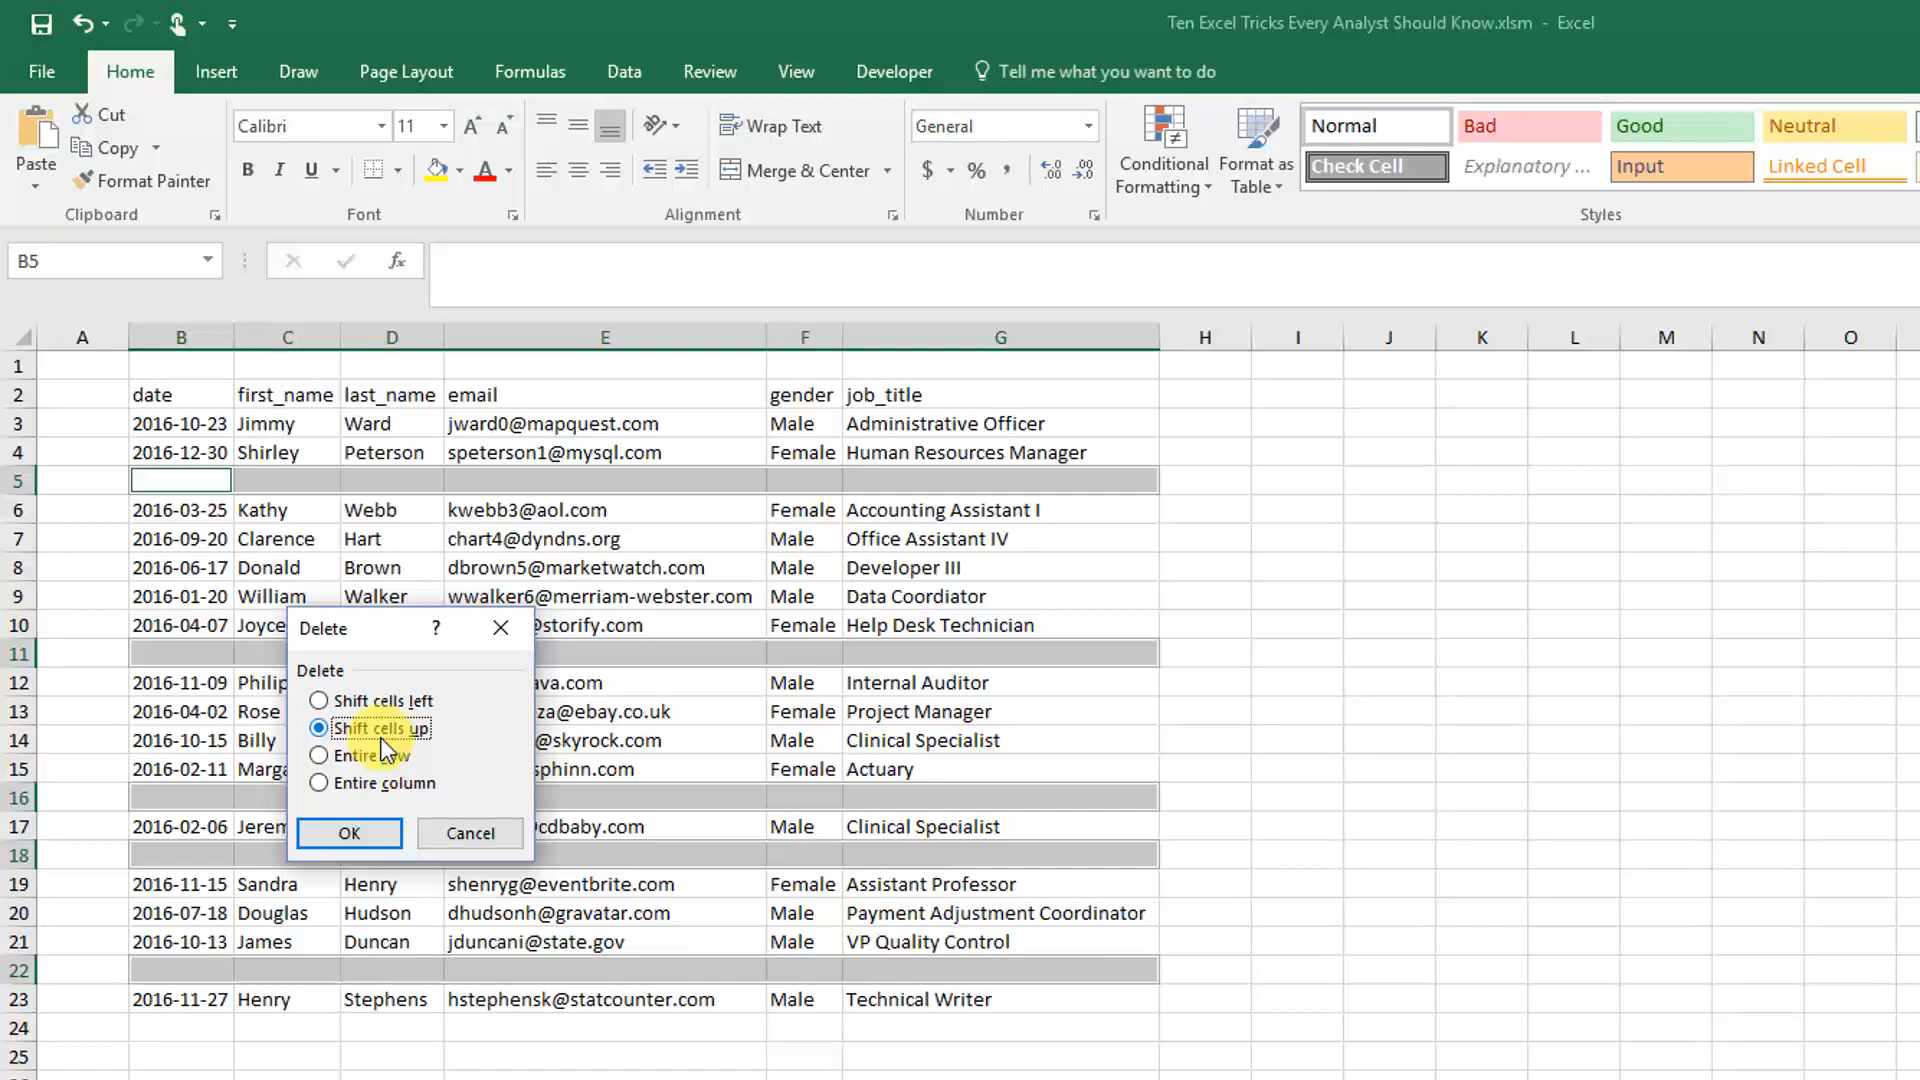 Ten Excel Tricks Every Analyst Should Know.xlsm - Excel
File Home Insert Draw Page Layout Formulas Data Review View Developer Tell me what you want to do
Paste Cut Copy Format Painter
Clipboard
Calibri 11
B I U A
Font
Wrap Text
Merge & Center
Alignment
General
$ % ,
Number
Conditional Formatting
Format as Table
Normal Bad Good Neutral
Check Cell Explanatory ... Input Linked Cell
Styles
B5 fx
A B C D E F G H I J K L M N O
1
2 date first_name last_name email gender job_title
3 2016-10-23 Jimmy Ward jward0@mapquest.com Male Administrative Officer
4 2016-12-30 Shirley Peterson speterson1@mysql.com Female Human Resources Manager
5
6 2016-03-25 Kathy Webb kwebb3@aol.com Female Accounting Assistant I
7 2016-09-20 Clarence Hart chart4@dyndns.org Male Office Assistant IV
8 2016-06-17 Donald Brown dbrown5@marketwatch.com Male Developer III
9 2016-01-20 William Walker wwalker6@merriam-webster.com Male Data Coordiator
10 2016-04-07 Joyce @storify.com Female Help Desk Technician
11
12 2016-11-09 Philip ava.com Male Internal Auditor
13 2016-04-02 Rose za@ebay.co.uk Female Project Manager
14 2016-10-15 Billy @skyrock.com Male Clinical Specialist
15 2016-02-11 Marga sphinn.com Female Actuary
16
17 2016-02-06 Jerem cdbaby.com Male Clinical Specialist
18
19 2016-11-15 Sandra Henry shenryg@eventbrite.com Female Assistant Professor
20 2016-07-18 Douglas Hudson dhudsonh@gravatar.com Male Payment Adjustment Coordinator
21 2016-10-13 James Duncan jduncani@state.gov Male VP Quality Control
22
23 2016-11-27 Henry Stephens hstephensk@statcounter.com Male Technical Writer
24
25
Delete ?
Delete
Shift cells left
Shift cells up
Entire
Entire column
OK Cancel